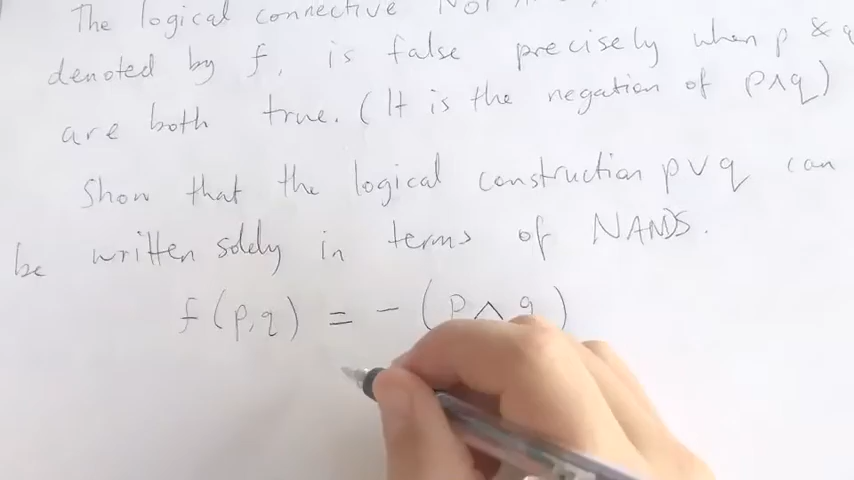 The logical connective
denoted by f, is false precisely when p & q
are both true. (It is the negation of p∧q)
Show that the logical construction p∨q can
be written solely in terms of NANDS.
f(p,q) = - (p∧q)